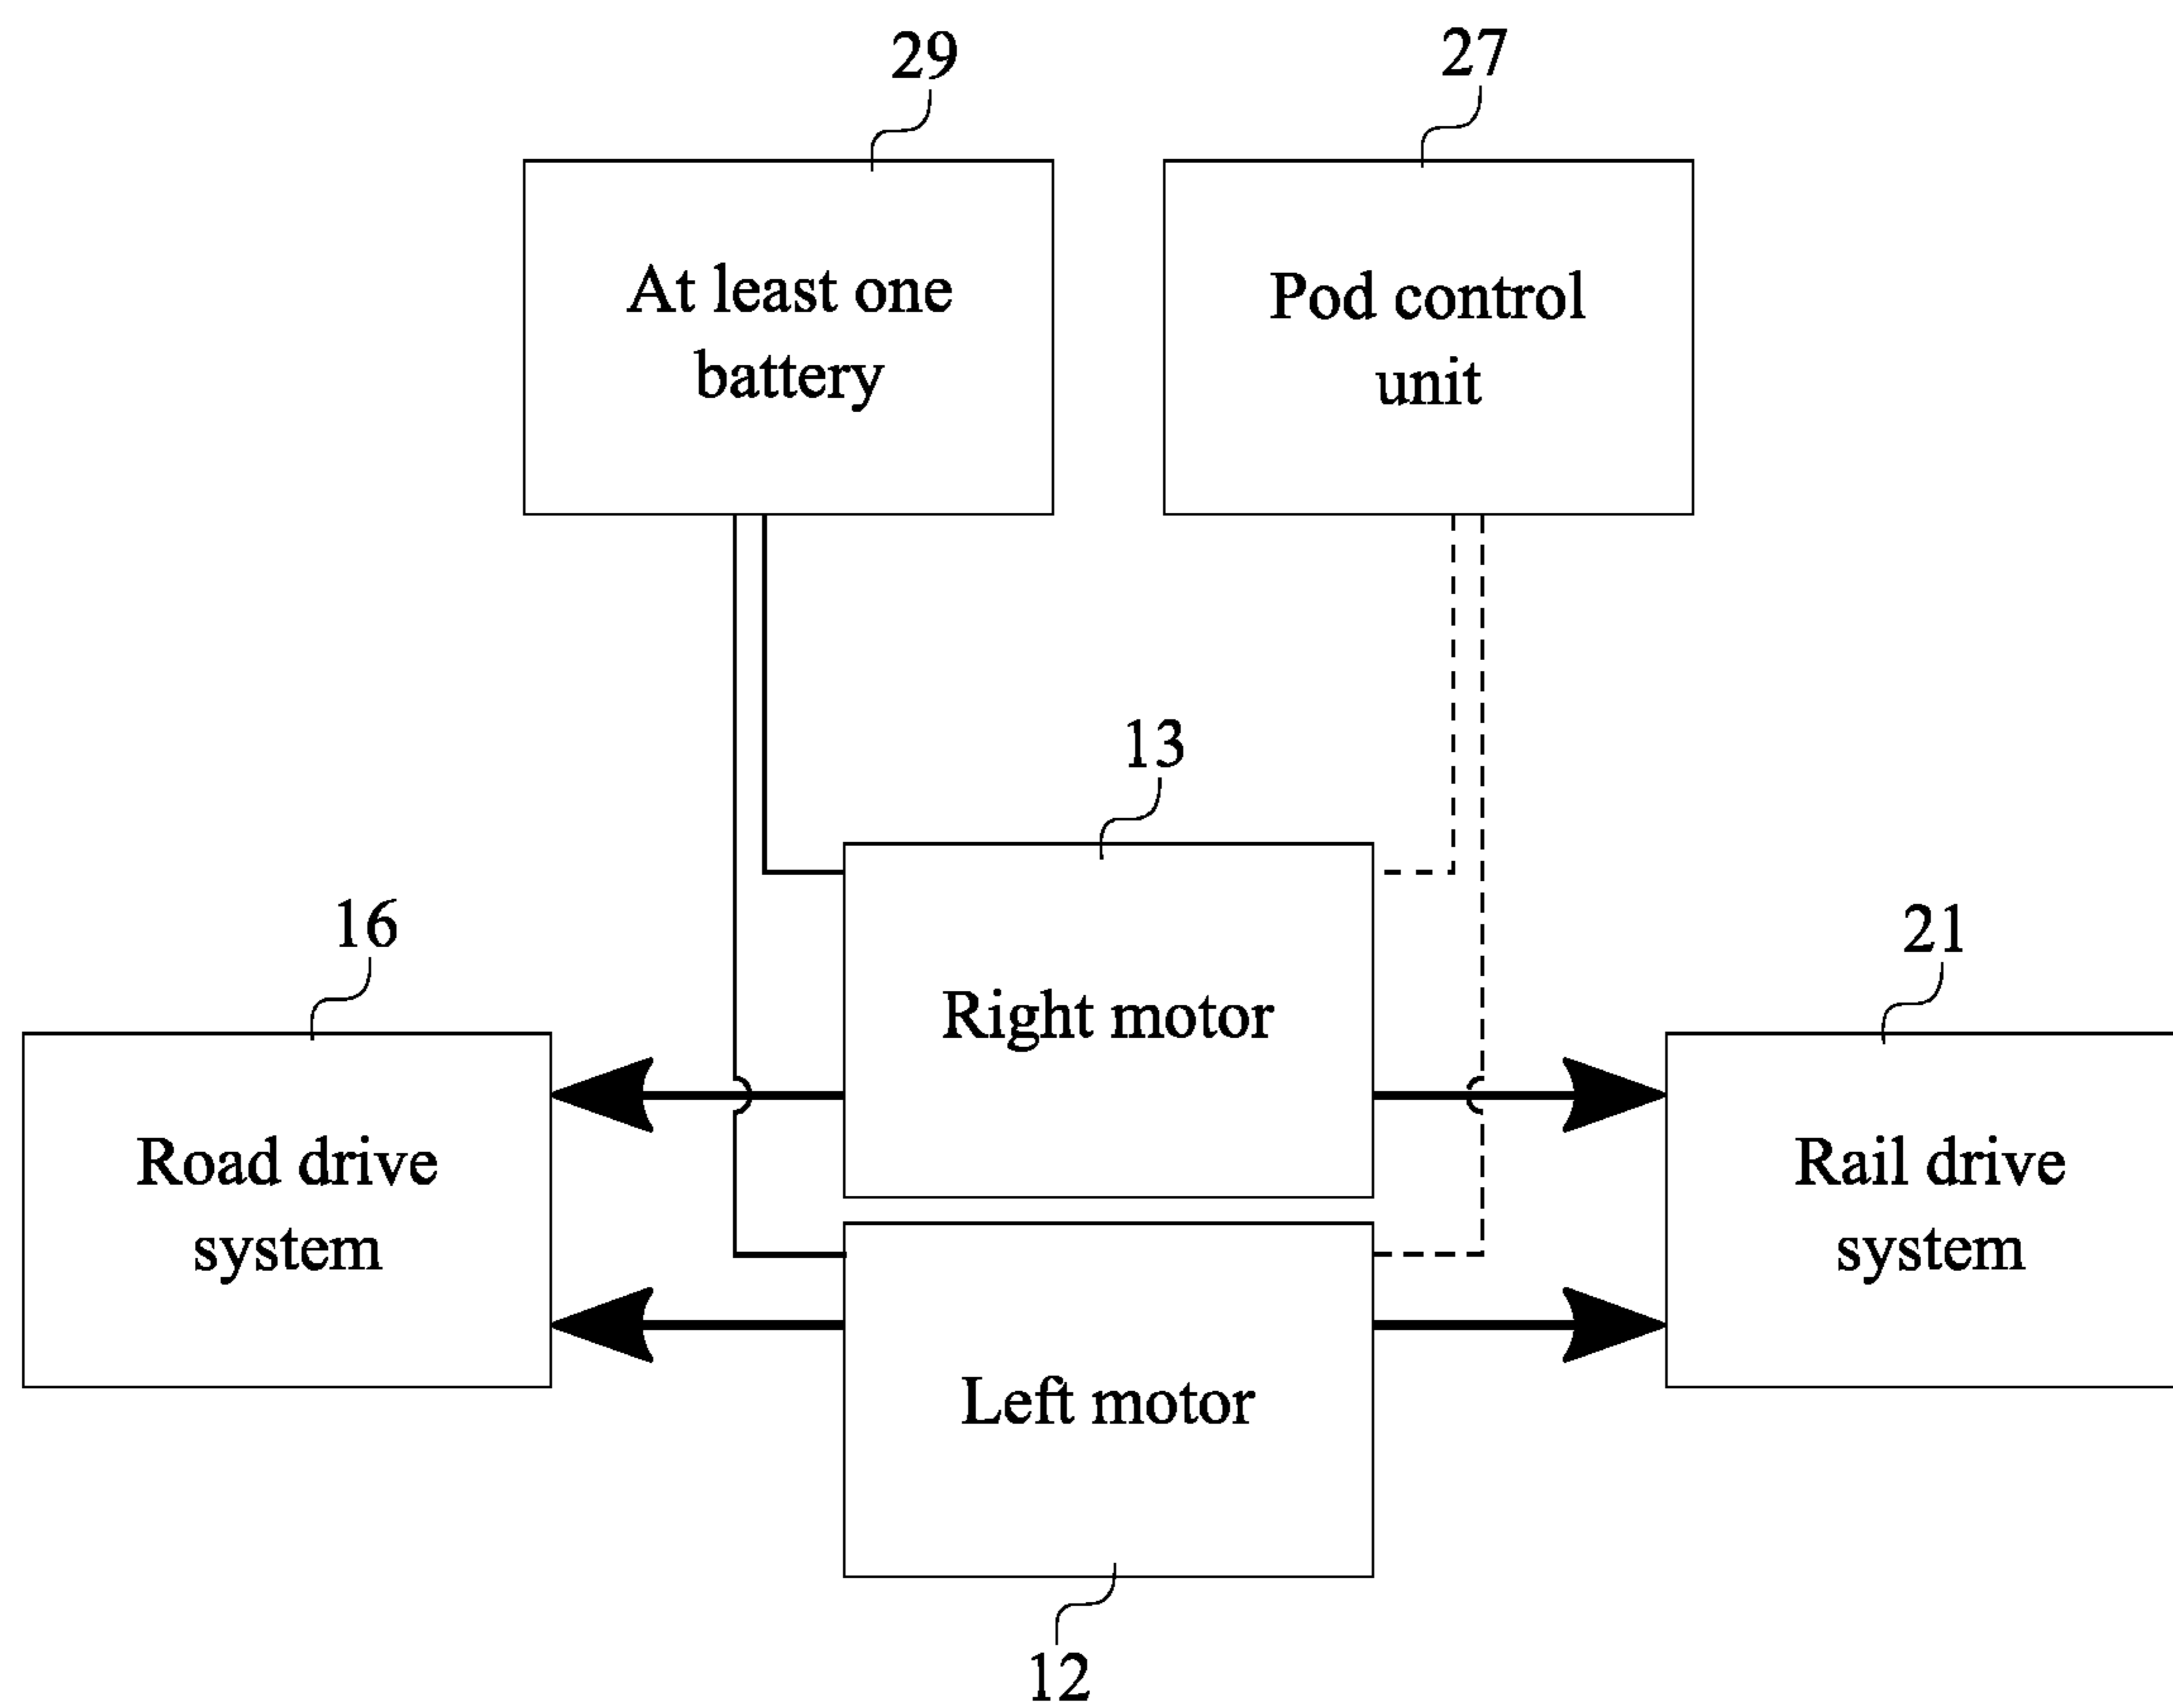 29
27
At least one
battery
Pod control
unit
13
16
21
Right motor
Road drive
system
Rail drive
system
Left motor
12